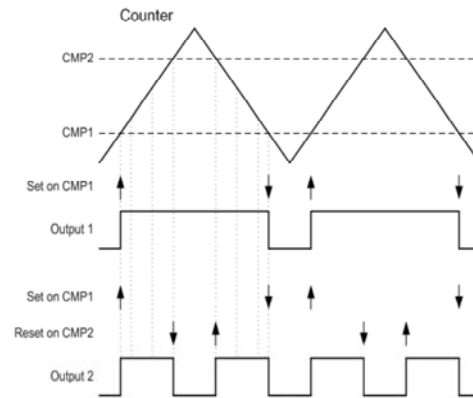 Counter
CMP2
CMP1
Set on CMP1
Output 1
Set on CMP1
Reset on CMP2
Output 2